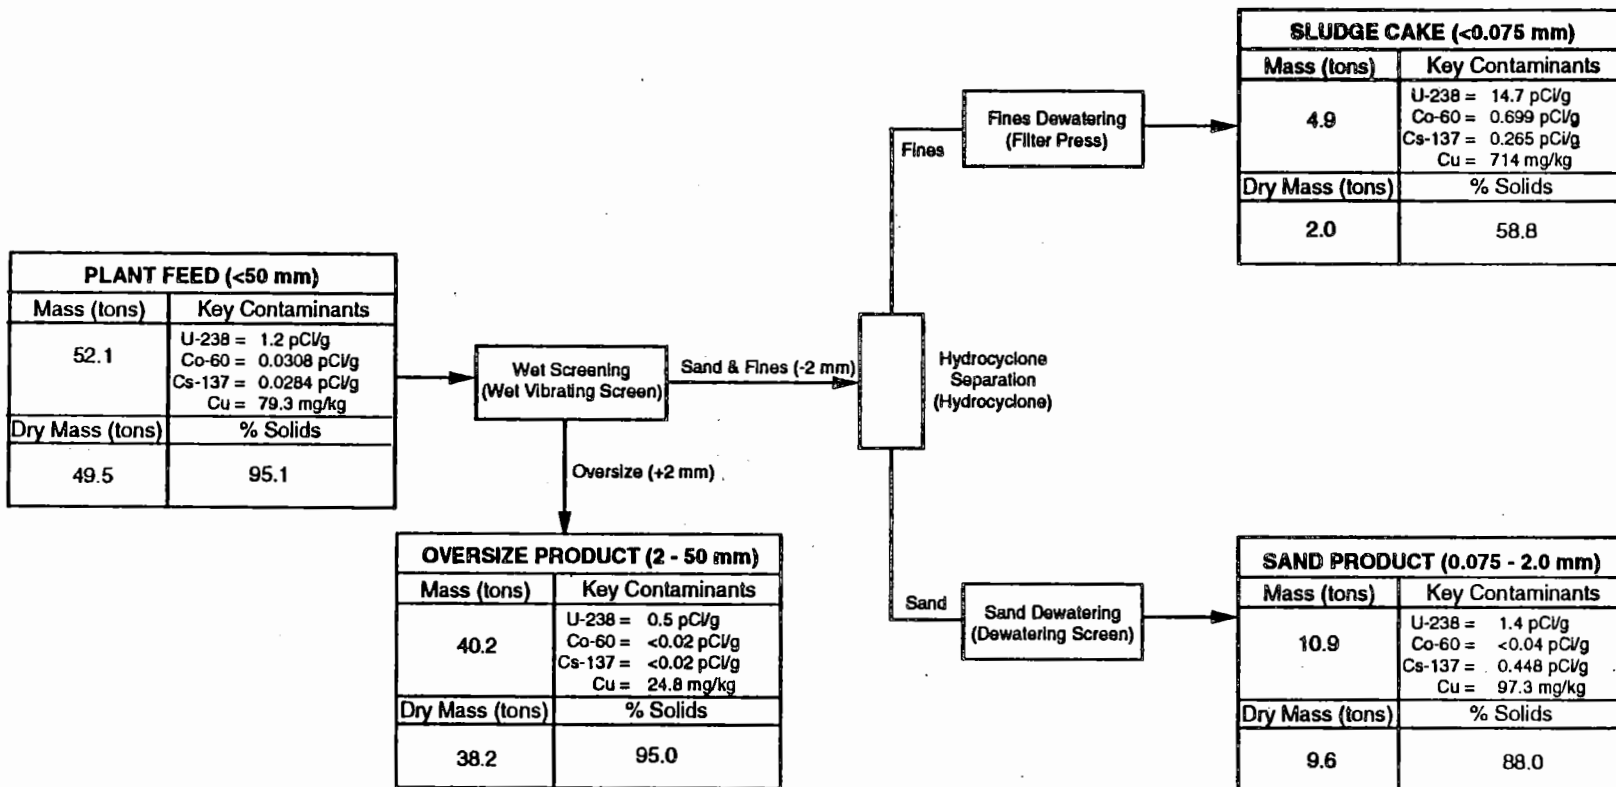 SLUDGE CAKE (<0.075 mm)
Mass (tons) Key Contaminants
4.9
U-238 = 14.7 pCi/g
Co-60 = 0.699 pCi/g
Cs-137 = 0.265 pCi/g
Cu = 714 mg/kg
Dry Mass (tons) % Solids
2.0 58.8
Fines Dewatering
(Filter Press)
Fines
PLANT FEED (<50 mm)
Mass (tons) Key Contaminants
52.1
U-238 = 1.2 pCi/g
Co-60 = 0.0308 pCi/g
Cs-137 = 0.0284 pCi/g
Cu = 79.3 mg/kg
Dry Mass (tons) % Solids
49.5 95.1
Wet Screening
(Wet Vibrating Screen)
Sand & Fines (-2 mm)
Hydrocyclone
Separation
(Hydrocyclone)
Oversize (+2 mm)
OVERSIZE PRODUCT (2 - 50 mm)
Mass (tons) Key Contaminants
40.2
U-238 = 0.5 pCi/g
Co-60 = <0.02 pCi/g
Cs-137 = <0.02 pCi/g
Cu = 24.8 mg/kg
Dry Mass (tons) % Solids
38.2 95.0
Sand
Sand Dewatering
(Dewatering Screen)
SAND PRODUCT (0.075 - 2.0 mm)
Mass (tons) Key Contaminants
10.9
U-238 = 1.4 pCi/g
Co-60 = <0.04 pCi/g
Cs-137 = 0.448 pCi/g
Cu = 97.3 mg/kg
Dry Mass (tons) % Solids
9.6 88.0